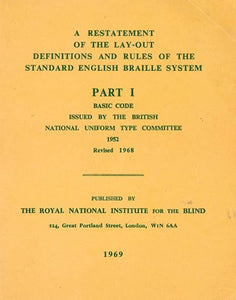 A RESTATEMENT
OF THE LAY-OUT
DEFINITIONS AND RULES OF THE
STANDARD ENGLISH BRAILLE SYSTEM
PART I
BASIC CODE
ISSUED BY THE BRITISH
NATIONAL UNIFORM TYPE COMMITTEE
1952
Revised 1968
PUBLISHED BY
THE ROYAL NATIONAL INSTITUTE FOR THE BLIND
224, Great Portland Street, London, W1N 6AA
1969